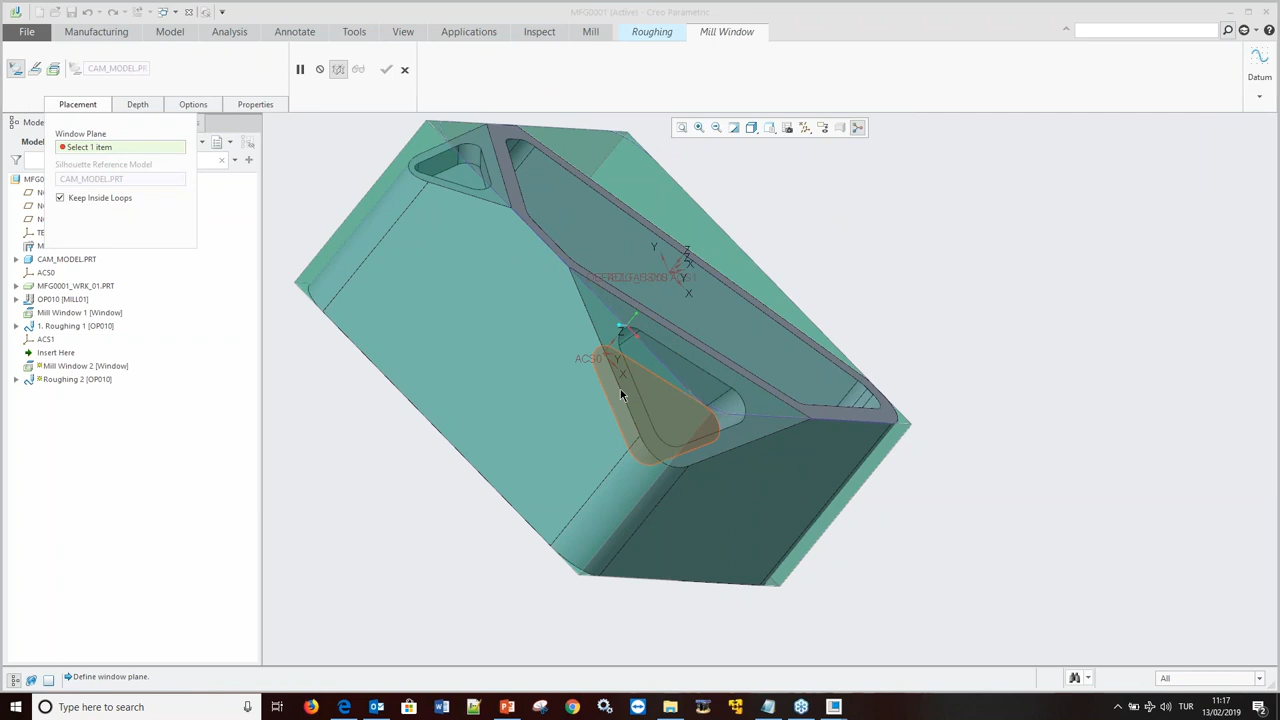 MFG0001 (Active) - Creo Parametric
File
Manufacturing
Model
Analysis
Annotate
Tools
View
Applications
Inspect
Mill
Roughing
Mill Window
CAM_MODEL.PR
Datum
Placement
Depth
Options
Properties
Window Plane
Select 1 item
Silhouette Reference Model
CAM_MODEL.PRT
Keep Inside Loops
CAM_MODEL.PRT
ACS0
MFG0001_WRK_01.PRT
OP010 [MILL01]
Mill Window 1 [Window]
1. Roughing 1 [OP010]
ACS1
Insert Here
Mill Window 2 [Window]
Roughing 2 [OP010]
Y
Z
Z
X
Y
X
Z
ACS0
Y
X
Define window plane.
All
Type here to search
TUR
11:17
13/02/2019